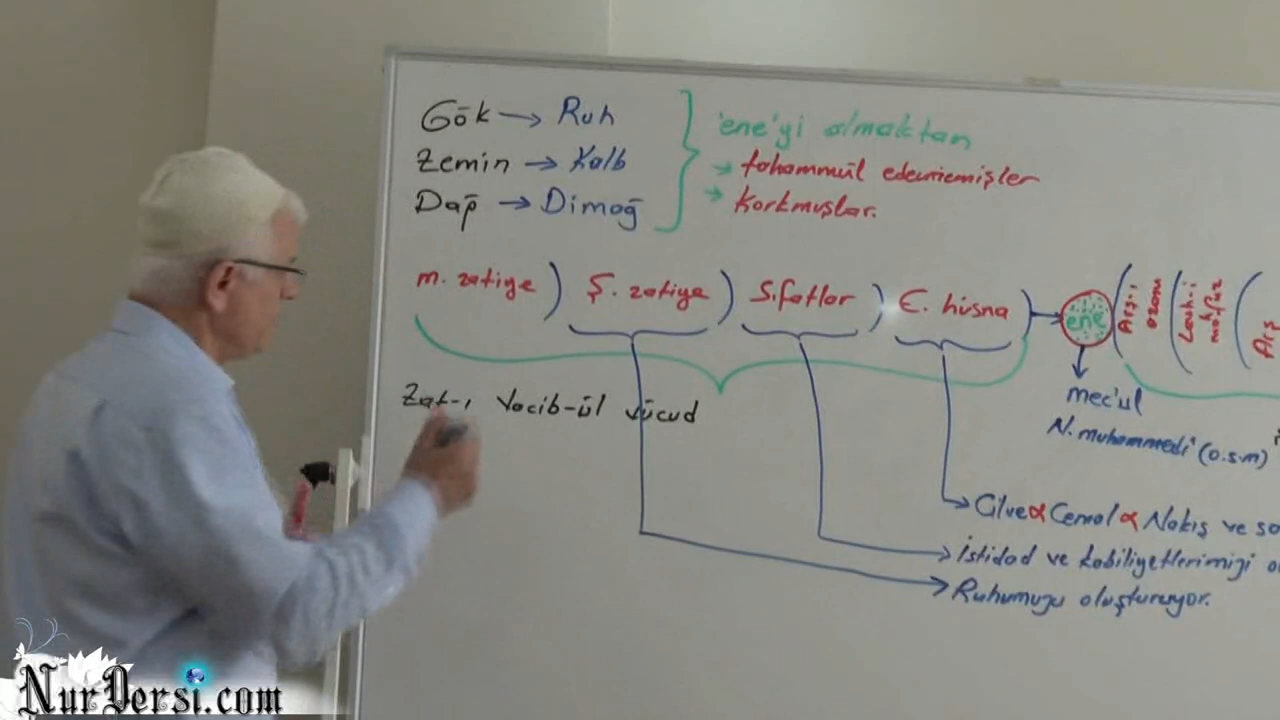 Gök → Ruh
Zemin → Kalb
Dağ → Dimağ
'ene'yi almaktan
→ tahammül edememişler
→ Korkmuşlar.
m. zatiye ) Ş. zatiye ) Sıfatlar ) E. hüsna ) → ene ( Arş-ı azam ( Levh-i mahfuz ( Arş
mec'ul
N. muhammedi (a.s.m)
Zat-ı Vacib-ül vücud
Cilve α Cemal α Nakış ve
İstidad ve kabiliyetlerimizi
Ruhumuzu oluşturuyor.
NurDersi.com